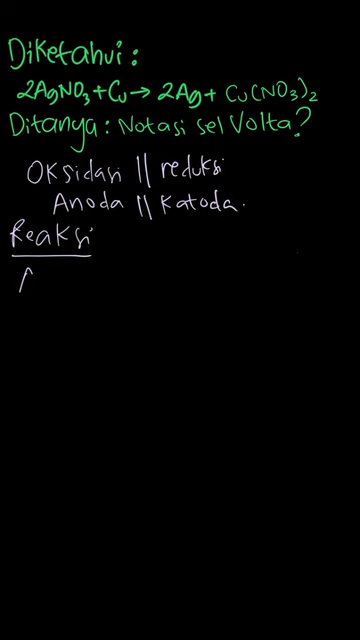 Diketahui :
2AgNO₃ + Cu → 2Ag + Cu(NO₃)₂
Ditanya : Notasi sel Volta?
Oksidasi || reduksi
Anoda || Katoda.
Reaksi